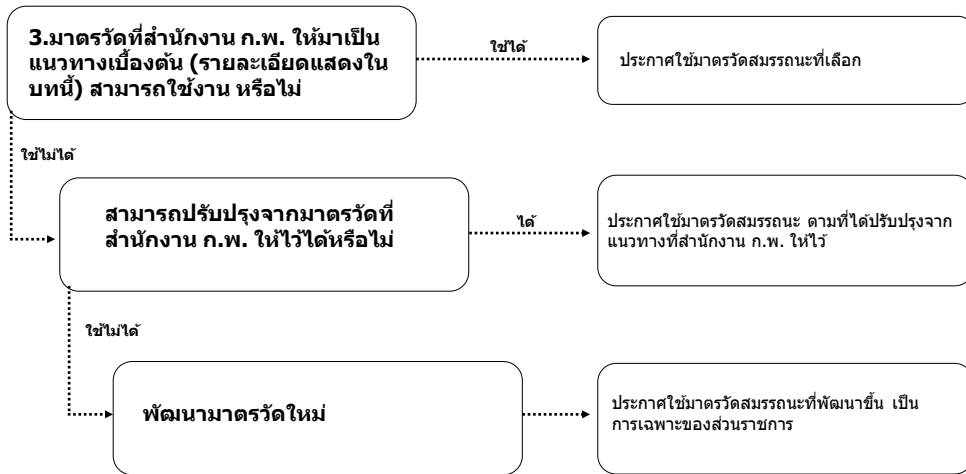 3.มาตรวัดที่สำนักงาน ก.พ. ให้มาเป็น
แนวทางเบื้องต้น (รายละเอียดแสดงใน
บทนี้) สามารถใช้งาน หรือไม่
ใช้ได้
ประกาศใช้มาตรวัดสมรรถนะที่เลือก
ใช้ไม่ได้
สามารถปรับปรุงจากมาตรวัดที่
สำนักงาน ก.พ. ให้ไว้ได้หรือไม่
ได้
ประกาศใช้มาตรวัดสมรรถนะ ตามที่ได้ปรับปรุงจาก
แนวทางที่สำนักงาน ก.พ. ให้ไว้
ใช้ไม่ได้
พัฒนามาตรวัดใหม่
ประกาศใช้มาตรวัดสมรรถนะที่พัฒนาขึ้น เป็น
การเฉพาะของส่วนราชการ